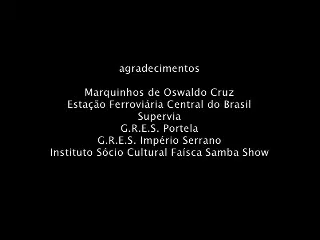 agradecimentos
Marquinhos de Oswaldo Cruz
Estação Ferroviária Central do Brasil
Supervia
G.R.E.S. Portela
G.R.E.S. Império Serrano
Instituto Sócio Cultural Faísca Samba Show